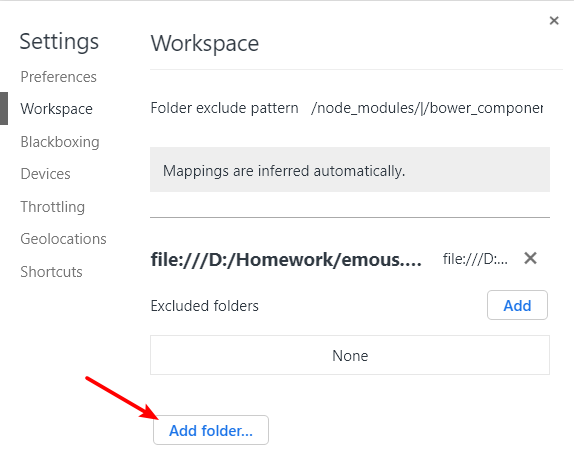 Settings
Preferences
Workspace
Blackboxing
Devices
Throttling
Geolocations
Shortcuts
Workspace
Folder exclude pattern /node_modules/|/bower_componen
Mappings are inferred automatically.
file:///D:/Homework/emous.... file:///D:...
Excluded folders Add
None
Add folder...